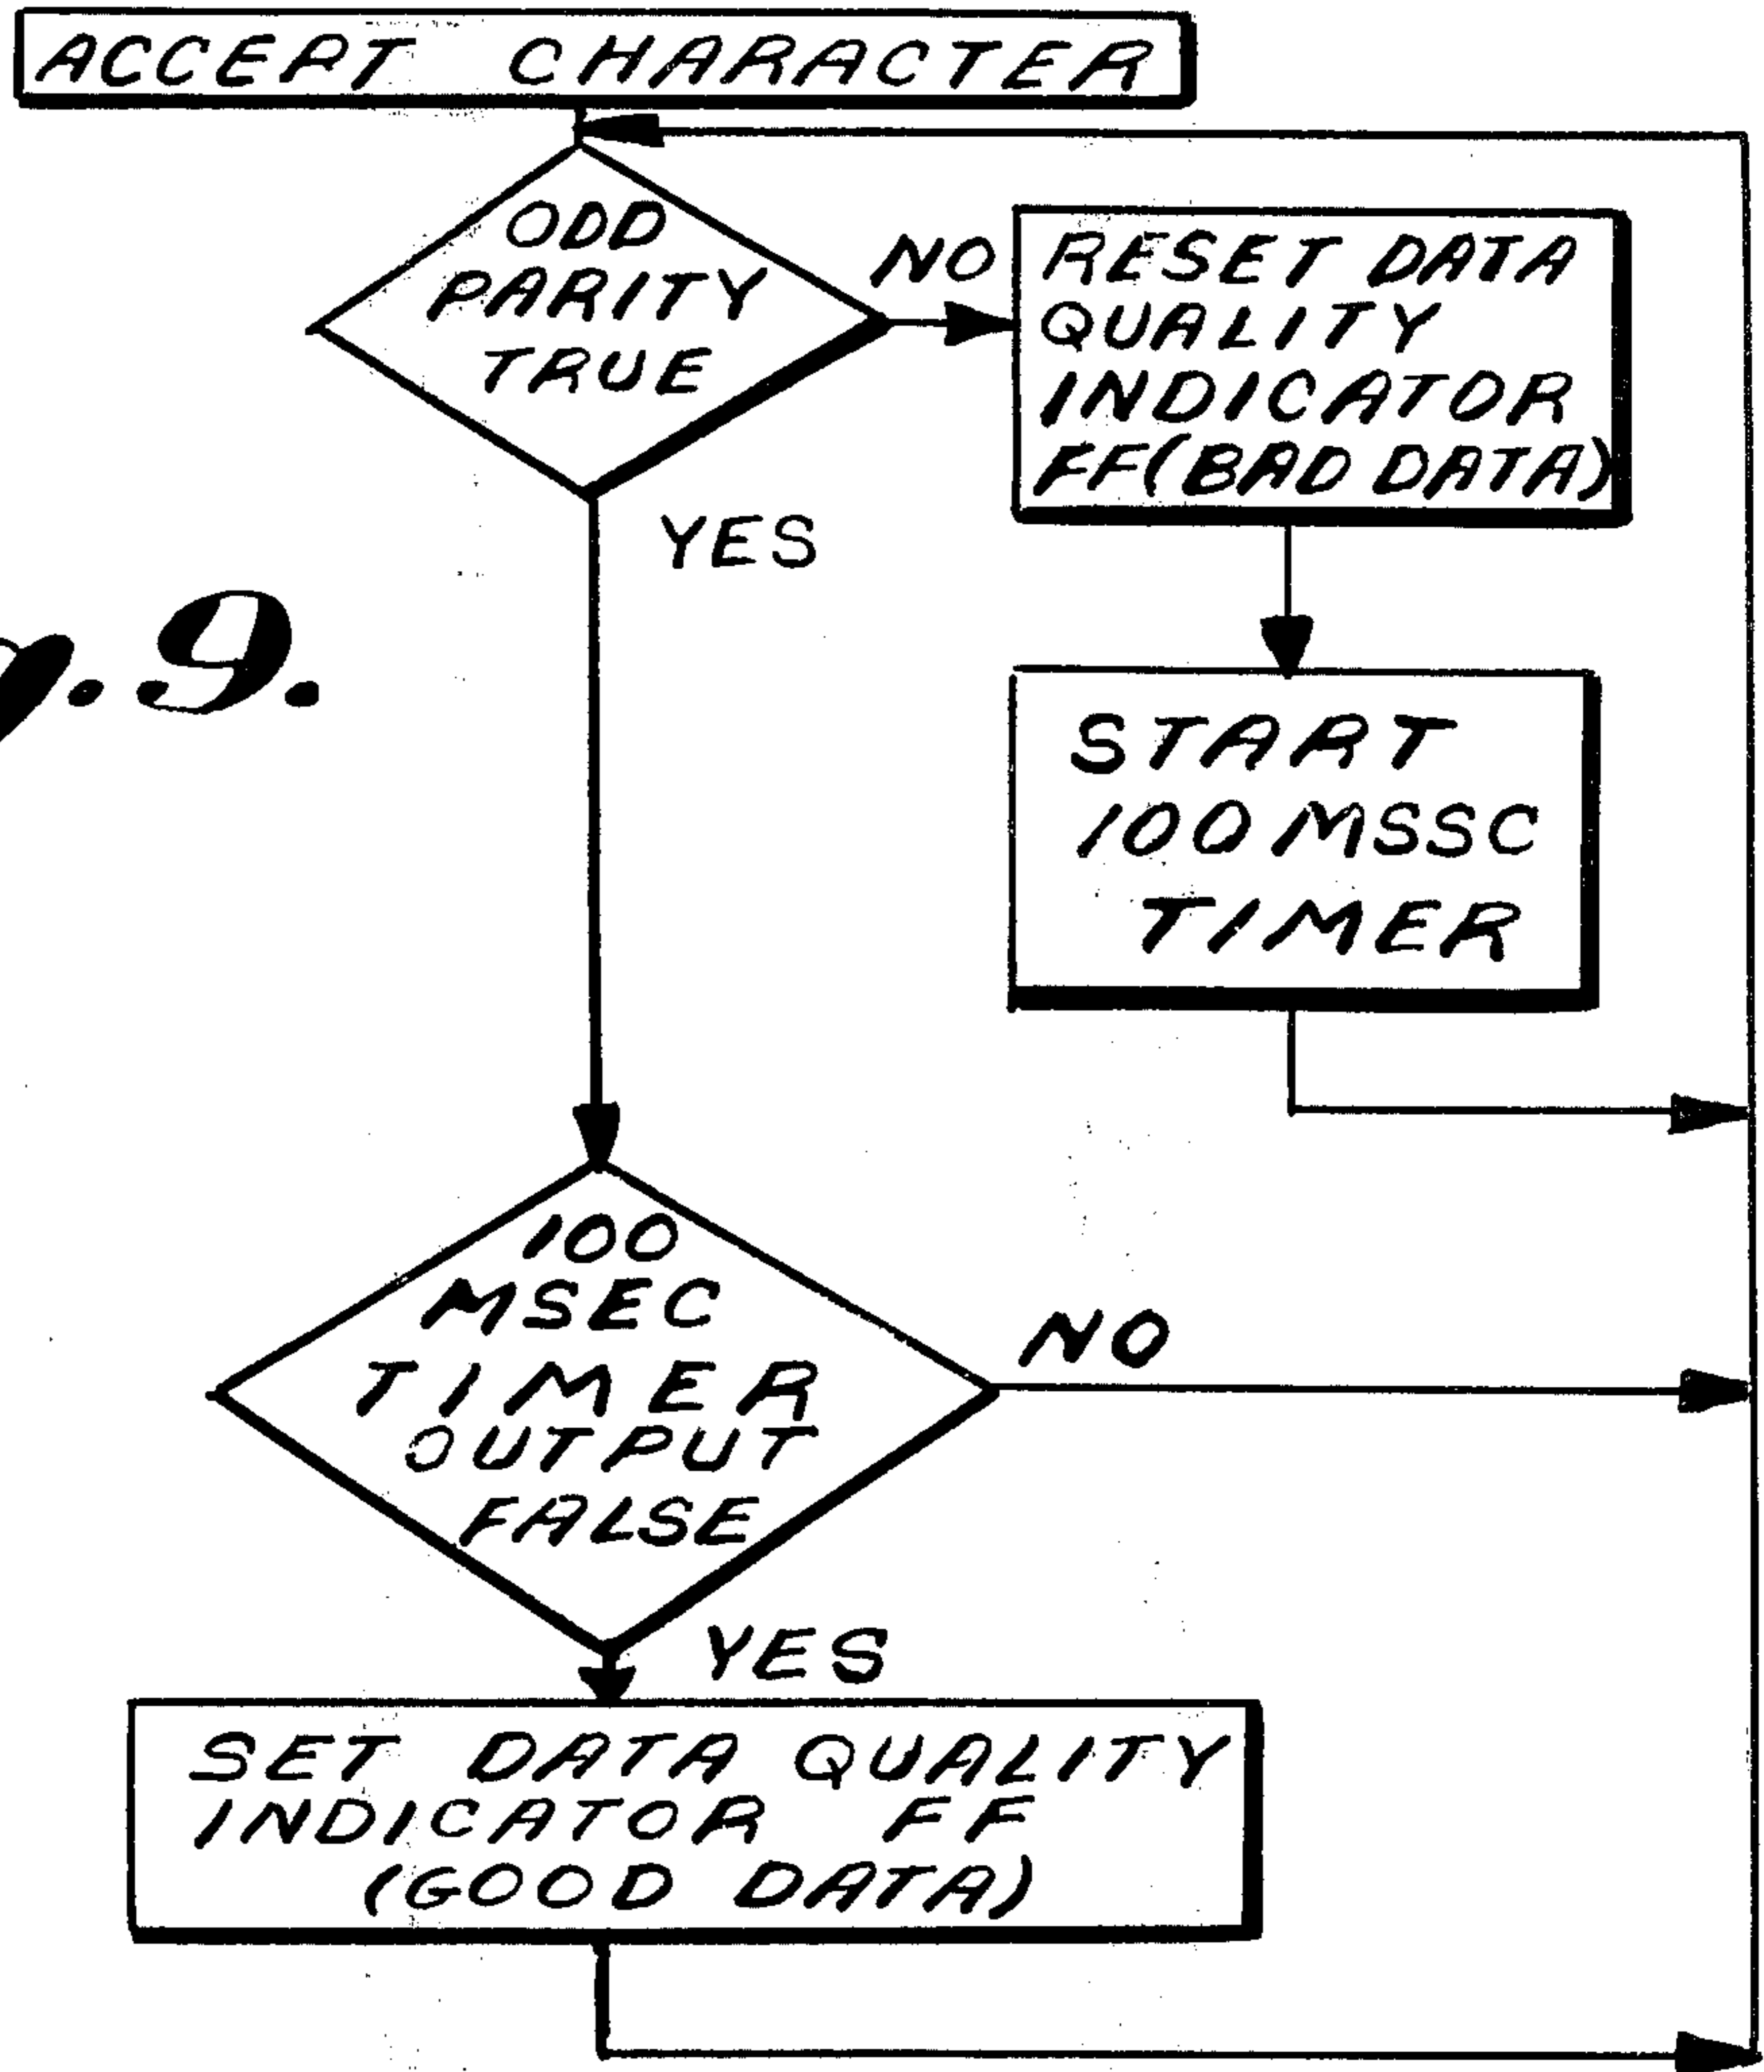 ACCEPT CHARACTER
ODD
PARITY
TRUE
NO
RESET DATA
QUALITY
INDICATOR
FF(BAD DATA)
YES
9.
START
100 MSSC
TIMER
100
MSEC
TIMER
OUTPUT
FALSE
NO
YES
SET DATA QUALITY
INDICATOR FF
(GOOD DATA)